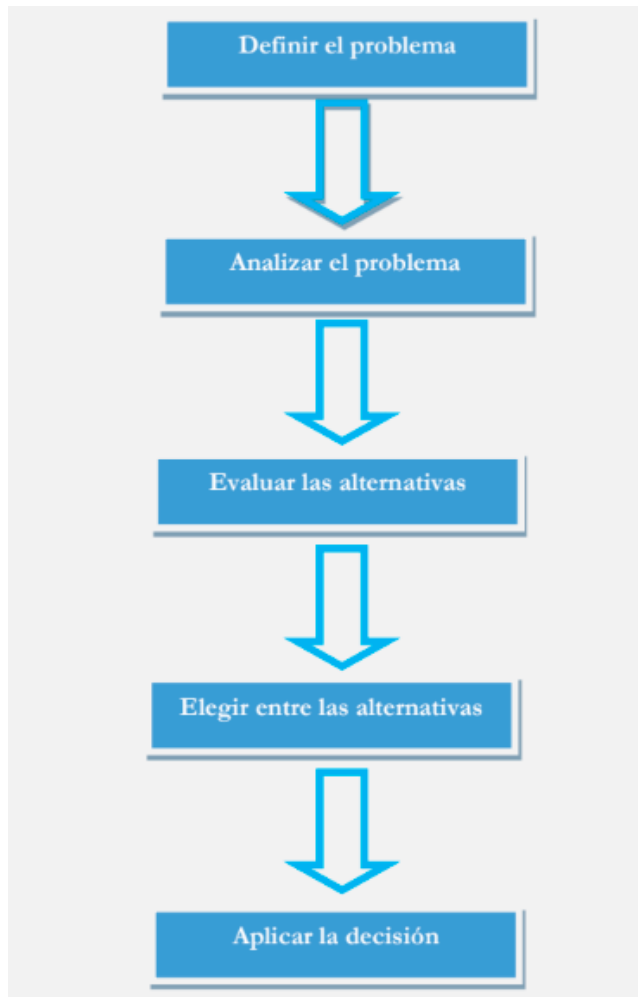 Definir el problema
Analizar el problema
Evaluar las alternativas
Elegir entre las alternativas
Aplicar la decisión